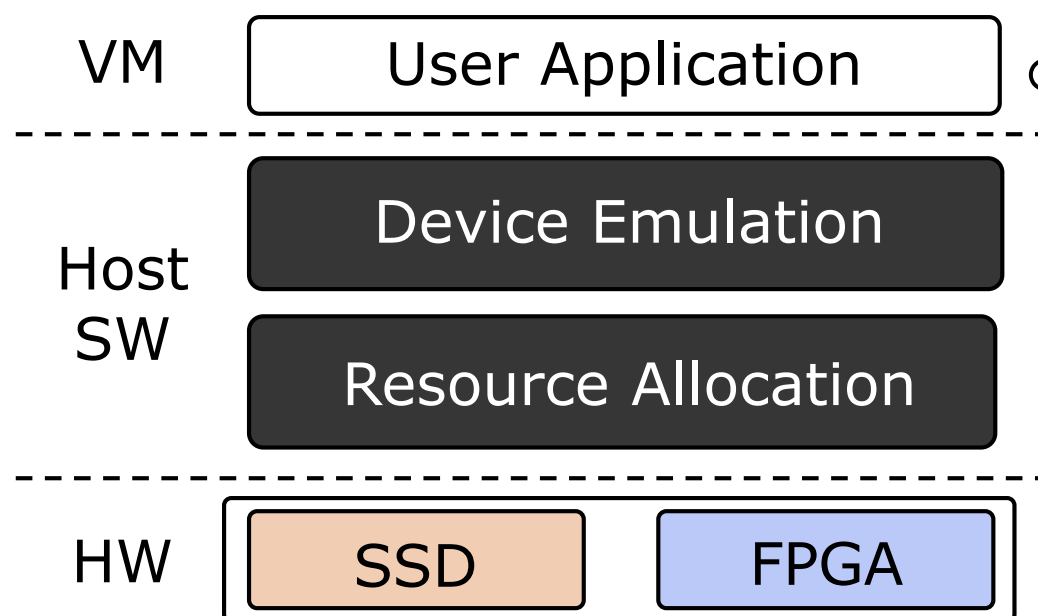 VM
User Application
Device Emulation
Host
SW
Resource Allocation
HW
SSD
FPGA